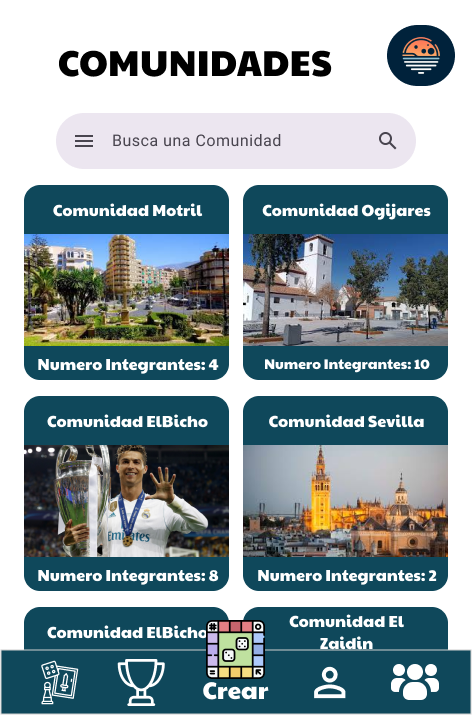 COMUNIDADES
Busca una Comunidad
Comunidad Motril
Comunidad Ogijares
Numero Integrantes: 4
Numero Integrantes: 10
Comunidad ElBicho
Comunidad Sevilla
Emirates
Numero Integrantes: 8
Numero Integrantes: 2
Comunidad ElBicho
Comunidad El
Zaidin
Crear